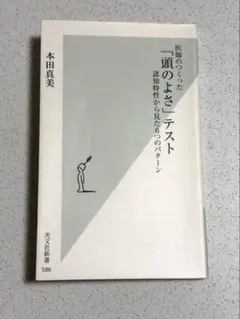 医師のつくった
「頭のよさ」テスト
認知特性から見た6つのパターン
本田真美
光文社新書
586